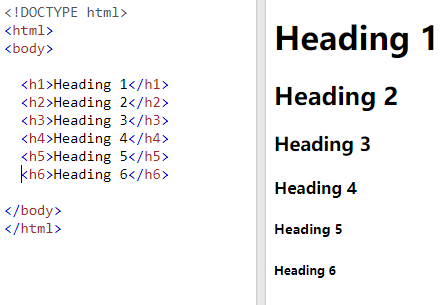 <!DOCTYPE html>
<html>
<body>
<h1>Heading 1</h1>
<h2>Heading 2</h2>
<h3>Heading 3</h3>
<h4>Heading 4</h4>
<h5>Heading 5</h5>
<h6>Heading 6</h6>
</body>
</html>
Heading 1
Heading 2
Heading 3
Heading 4
Heading 5
Heading 6